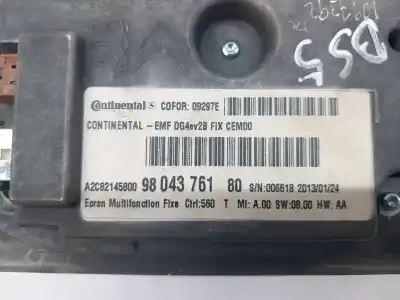 Continental COFOR: 09297E
CONTINENTAL - EMF DG4ev2B FIX CEM00
A2C82145800 98 043 761 80 S/N:006618 2013/01/24
Ecran Multifonction Fixe Ctrl:560 T MI: A.00 SW:08.00 HW: AA
DS5